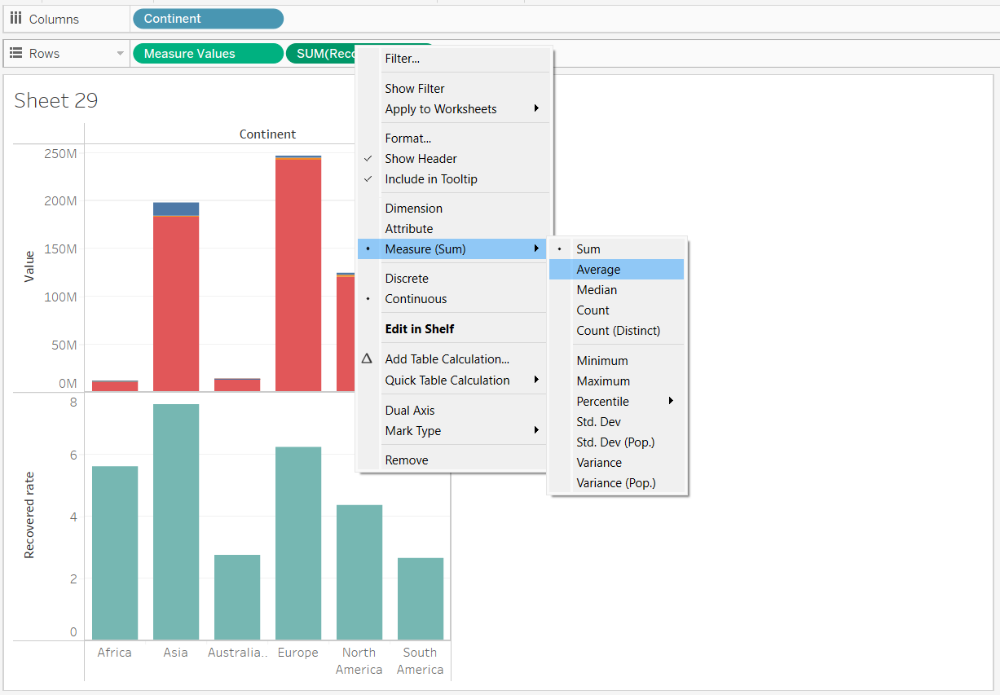 Columns
Continent
Rows
Measure Values
SUM(Reco
Sheet 29
Continent
250M
200M
150M
100M
50M
0M
Value
8
6
4
2
0
Recovered rate
Africa
Asia
Australia..
Europe
North
America
South
America
Filter...
Show Filter
Apply to Worksheets
Format...
Show Header
Include in Tooltip
Dimension
Attribute
Measure (Sum)
Discrete
Continuous
Edit in Shelf
Add Table Calculation...
Quick Table Calculation
Dual Axis
Mark Type
Remove
Sum
Average
Median
Count
Count (Distinct)
Minimum
Maximum
Percentile
Std. Dev
Std. Dev (Pop.)
Variance
Variance (Pop.)